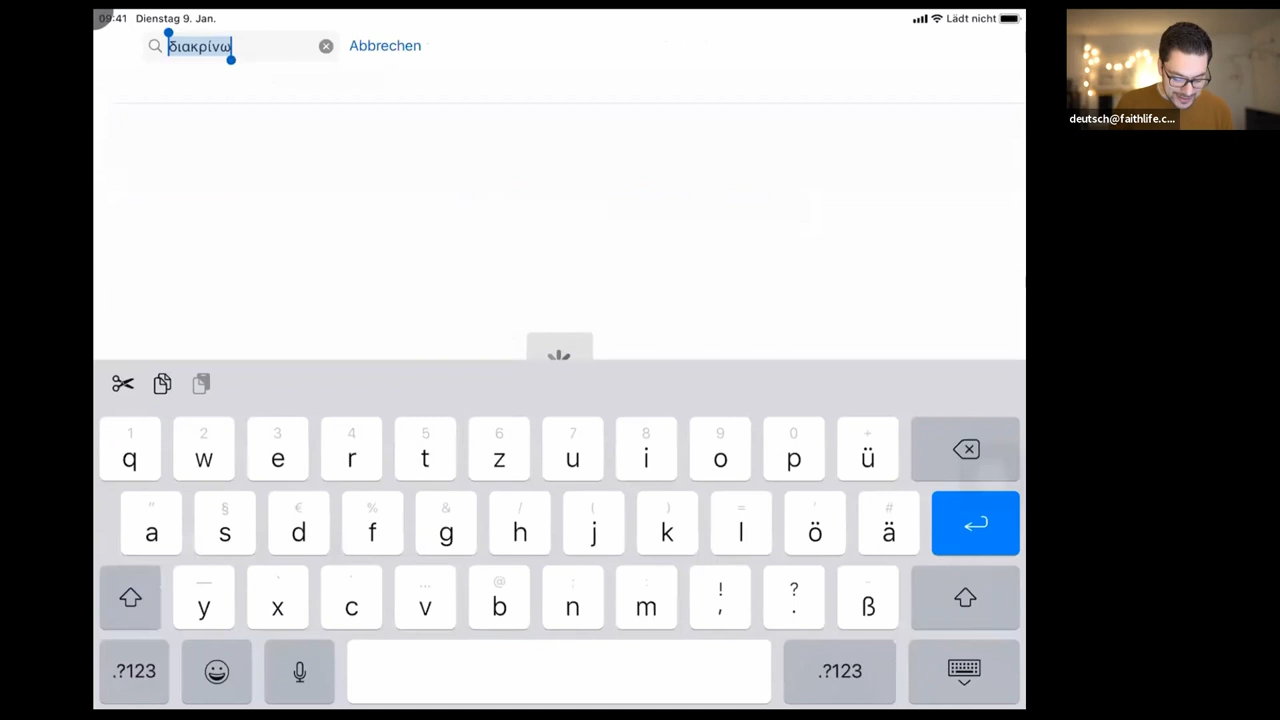 09:41 Dienstag 9. Jan. Lädt nicht
διακρίνω Abbrechen
deutsch@faithlife.c...
1 2 3 4 5 6 7 8 9 0 +
q w e r t z u i o p ü
" § € % & / ( ) = ' #
a s d f g h j k l ö ä
— ` ' ... @ ; : ! ? -
y x c v b n m , . ß
.?123 .?123